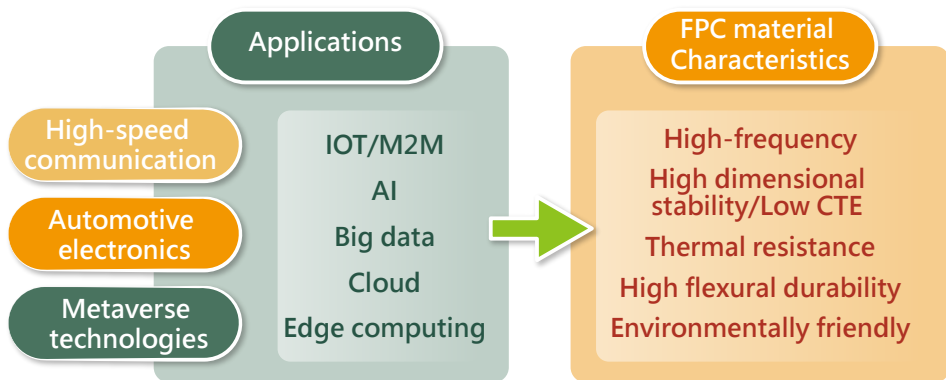 Applications
High-speed
communication
Automotive
electronics
Metaverse
technologies
IOT/M2M
AI
Big data
Cloud
Edge computing
FPC material
Characteristics
High-frequency
High dimensional
stability/Low CTE
Thermal resistance
High flexural durability
Environmentally friendly